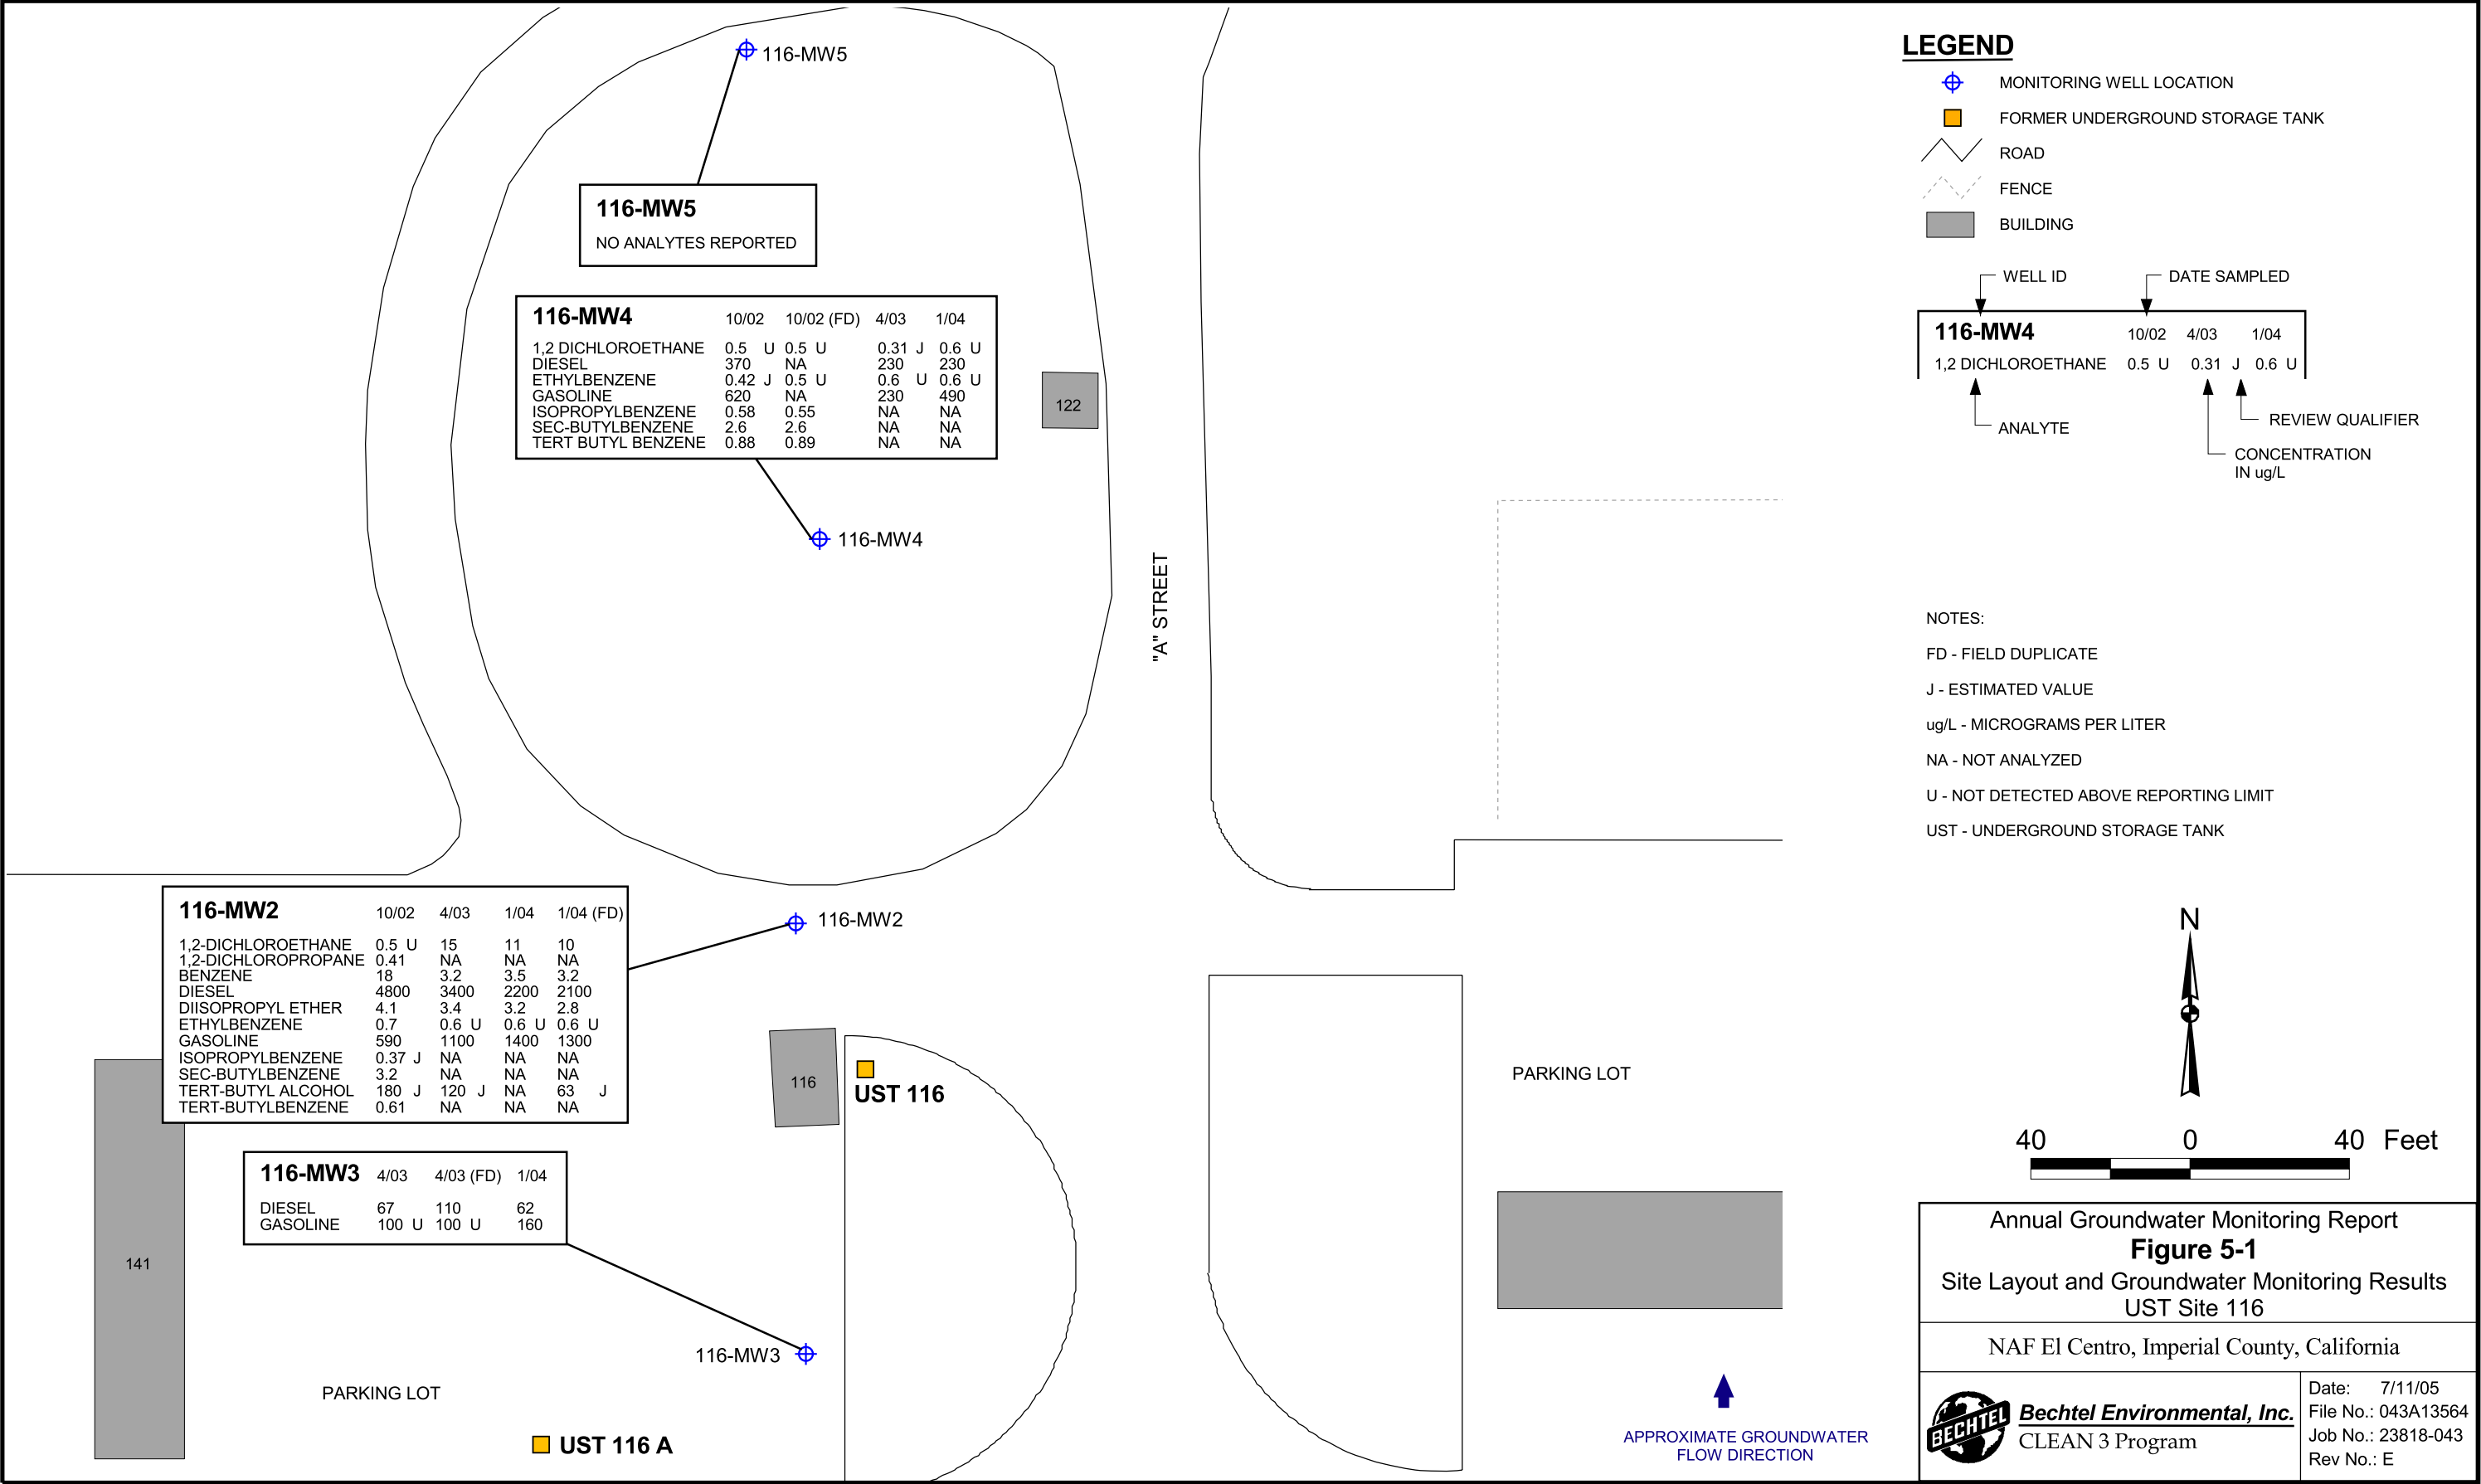 116-MW5
116-MW5
NO ANALYTES REPORTED
116-MW4 10/02 10/02 (FD) 4/03 1/04
1,2 DICHLOROETHANE 0.5 U 0.5 U 0.31 J 0.6 U
DIESEL 370 NA 230 230
ETHYLBENZENE 0.42 J 0.5 U 0.6 U 0.6 U
GASOLINE 620 NA 230 490
ISOPROPYLBENZENE 0.58 0.55 NA NA
SEC-BUTYLBENZENE 2.6 2.6 NA NA
TERT BUTYL BENZENE 0.88 0.89 NA NA
122
116-MW4
"A" STREET
116-MW2 10/02 4/03 1/04 1/04 (FD)
1,2-DICHLOROETHANE 0.5 U 15 11 10
1,2-DICHLOROPROPANE 0.41 NA NA NA
BENZENE 18 3.2 3.5 3.2
DIESEL 4800 3400 2200 2100
DIISOPROPYL ETHER 4.1 3.4 3.2 2.8
ETHYLBENZENE 0.7 0.6 U 0.6 U 0.6 U
GASOLINE 590 1100 1400 1300
ISOPROPYLBENZENE 0.37 J NA NA NA
SEC-BUTYLBENZENE 3.2 NA NA NA
TERT-BUTYL ALCOHOL 180 J 120 J NA 63 J
TERT-BUTYLBENZENE 0.61 NA NA NA
116-MW2
116
UST 116
PARKING LOT
116-MW3 4/03 4/03 (FD) 1/04
DIESEL 67 110 62
GASOLINE 100 U 100 U 160
141
116-MW3
PARKING LOT
UST 116 A
APPROXIMATE GROUNDWATER
FLOW DIRECTION
LEGEND
MONITORING WELL LOCATION
FORMER UNDERGROUND STORAGE TANK
ROAD
FENCE
BUILDING
WELL ID DATE SAMPLED
116-MW4 10/02 4/03 1/04
1,2 DICHLOROETHANE 0.5 U 0.31 J 0.6 U
REVIEW QUALIFIER
ANALYTE
CONCENTRATION
IN ug/L
NOTES:
FD - FIELD DUPLICATE
J - ESTIMATED VALUE
ug/L - MICROGRAMS PER LITER
NA - NOT ANALYZED
U - NOT DETECTED ABOVE REPORTING LIMIT
UST - UNDERGROUND STORAGE TANK
N
40 0 40 Feet
Annual Groundwater Monitoring Report
Figure 5-1
Site Layout and Groundwater Monitoring Results
UST Site 116
NAF El Centro, Imperial County, California
BECHTEL
Bechtel Environmental, Inc.
CLEAN 3 Program
Date: 7/11/05
File No.: 043A13564
Job No.: 23818-043
Rev No.: E